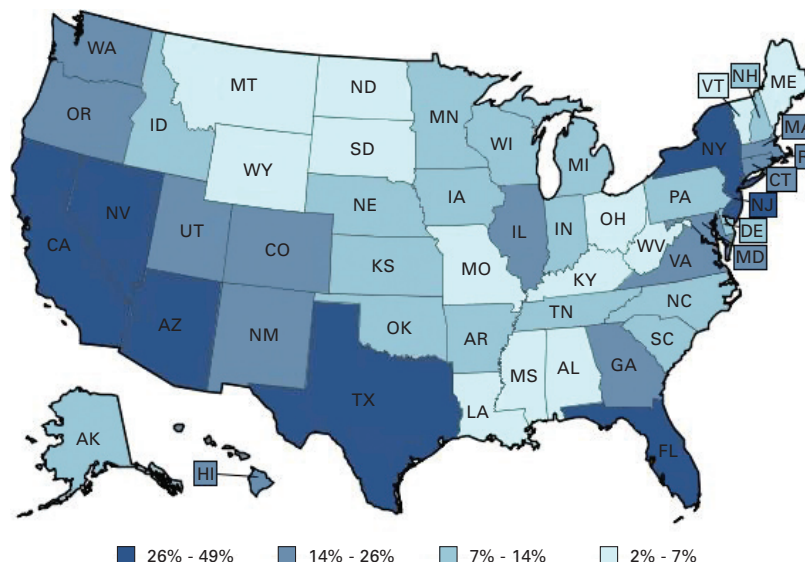 WA
MT
ND
MN
VT
NH
ME
OR
ID
WY
SD
WI
MI
NY
MA
CT
NV
UT
CO
NE
IA
IL
IN
OH
PA
NJ
DE
MD
CA
KS
MO
KY
WV
VA
AZ
NM
OK
AR
TN
NC
SC
TX
LA
MS
AL
GA
FL
AK
HI
26% - 49%
14% - 26%
7% - 14%
2% - 7%